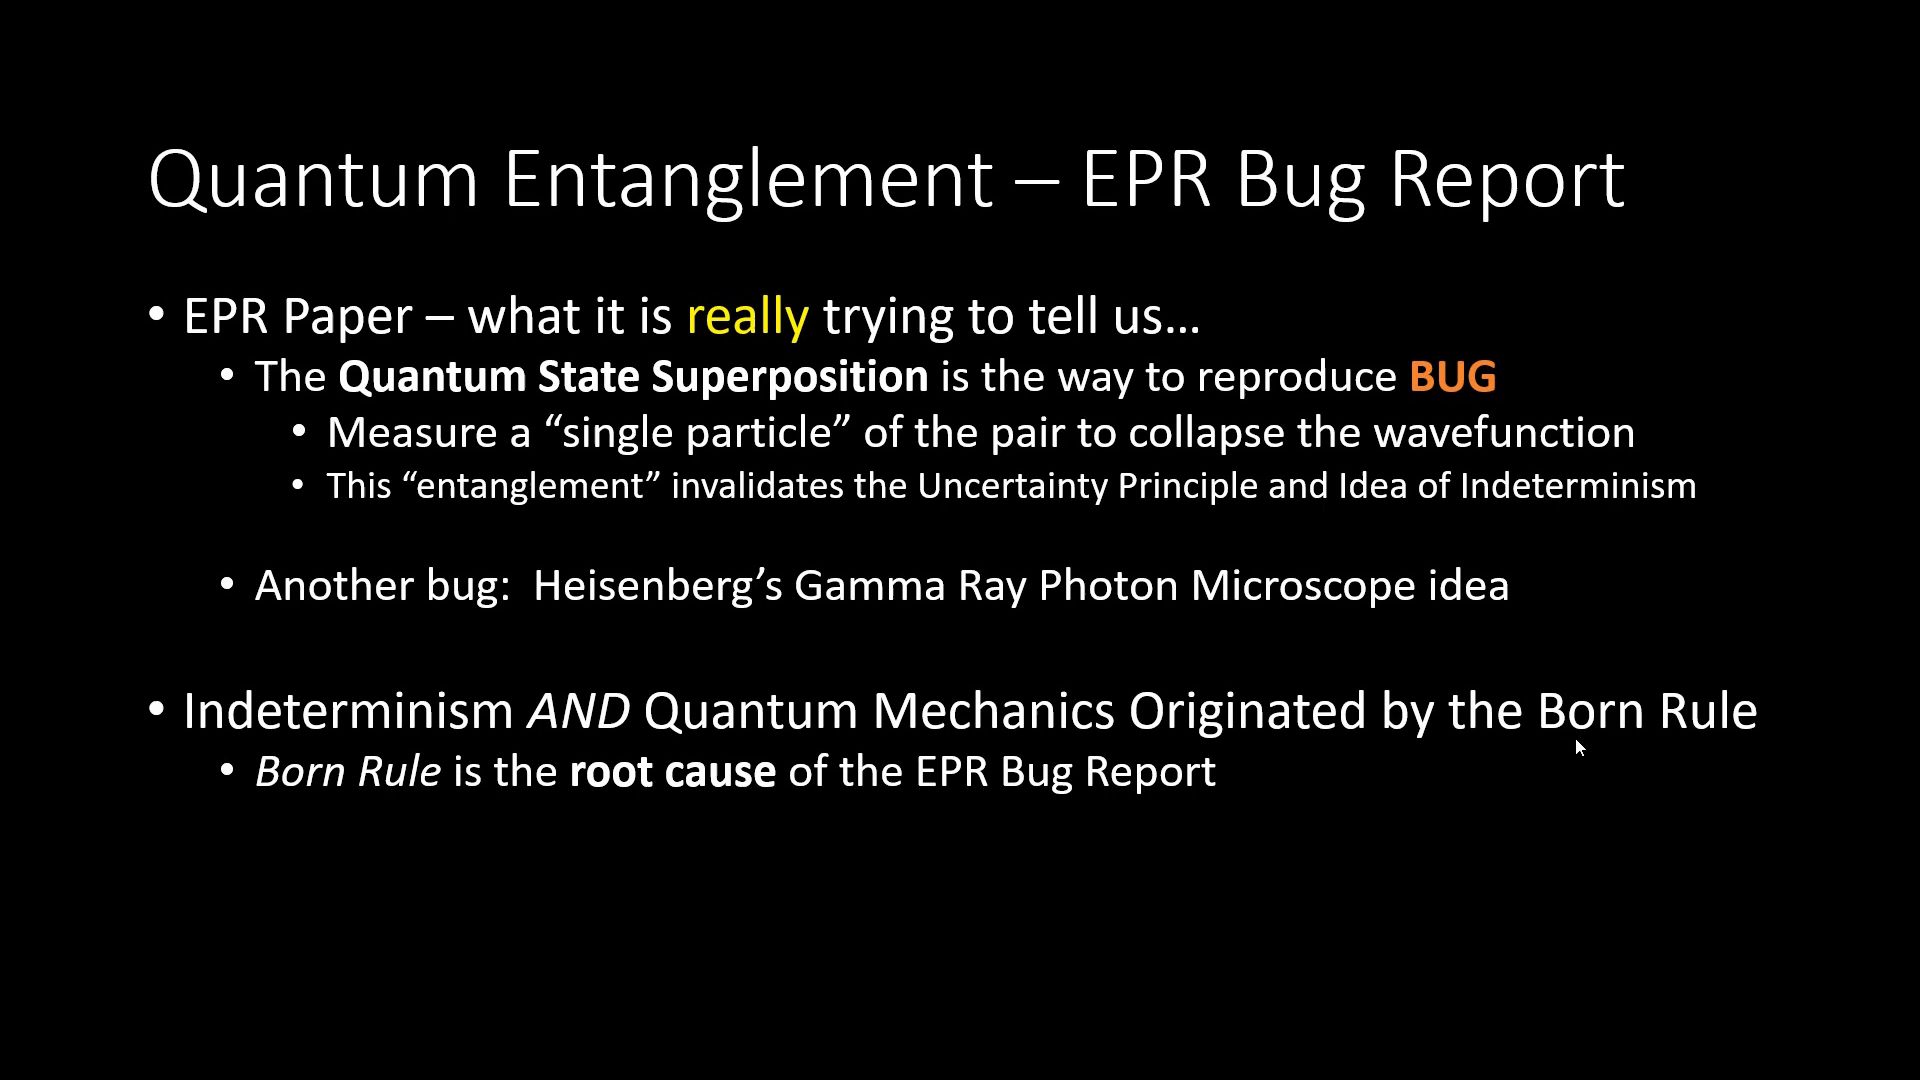 Quantum Entanglement – EPR Bug Report
• EPR Paper – what it is really trying to tell us…
• The Quantum State Superposition is the way to reproduce BUG
• Measure a “single particle” of the pair to collapse the wavefunction
• This “entanglement” invalidates the Uncertainty Principle and Idea of Indeterminism
• Another bug:  Heisenberg’s Gamma Ray Photon Microscope idea
• Indeterminism AND Quantum Mechanics Originated by the Born Rule
• Born Rule is the root cause of the EPR Bug Report